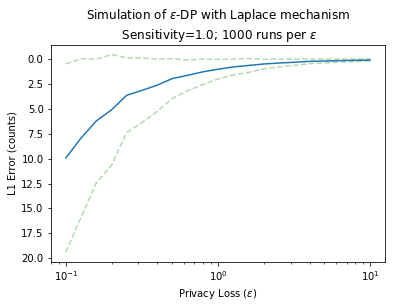 Simulation of ε-DP with Laplace mechanism
Sensitivity=1.0; 1000 runs per ε
0.0
2.5
5.0
7.5
10.0
12.5
15.0
17.5
20.0
L1 Error (counts)
10⁻¹ 10⁰ 10¹
Privacy Loss (ε)